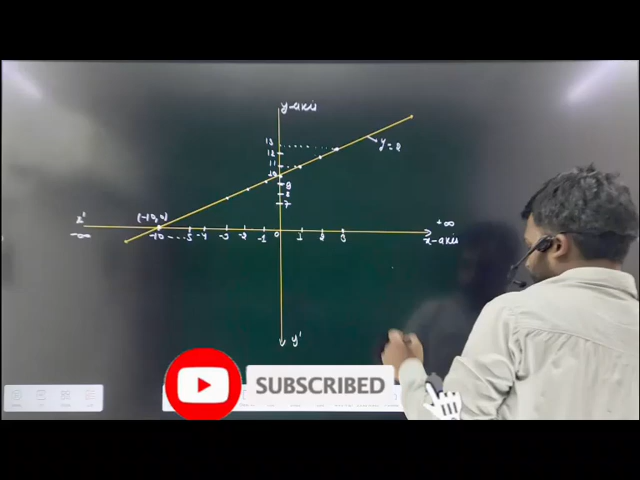 y-axis
13
12
11
10
9
8
7
y = 2
(-10,0)
x'
-∞
-10 .... -5 -4 -3 -2 -1 0 1 2 3
+∞
x-axis
y'
SUBSCRIBED